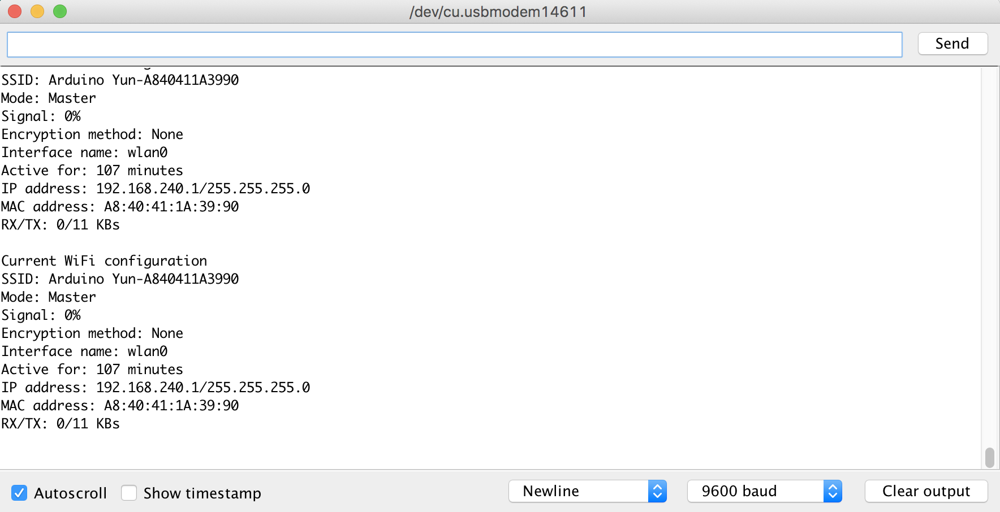 /dev/cu.usbmodem14611
Send
SSID: Arduino Yun-A840411A3990
Mode: Master
Signal: 0%
Encryption method: None
Interface name: wlan0
Active for: 107 minutes
IP address: 192.168.240.1/255.255.255.0
MAC address: A8:40:41:1A:39:90
RX/TX: 0/11 KBs

Current WiFi configuration
SSID: Arduino Yun-A840411A3990
Mode: Master
Signal: 0%
Encryption method: None
Interface name: wlan0
Active for: 107 minutes
IP address: 192.168.240.1/255.255.255.0
MAC address: A8:40:41:1A:39:90
RX/TX: 0/11 KBs
Autoscroll Show timestamp Newline 9600 baud Clear output